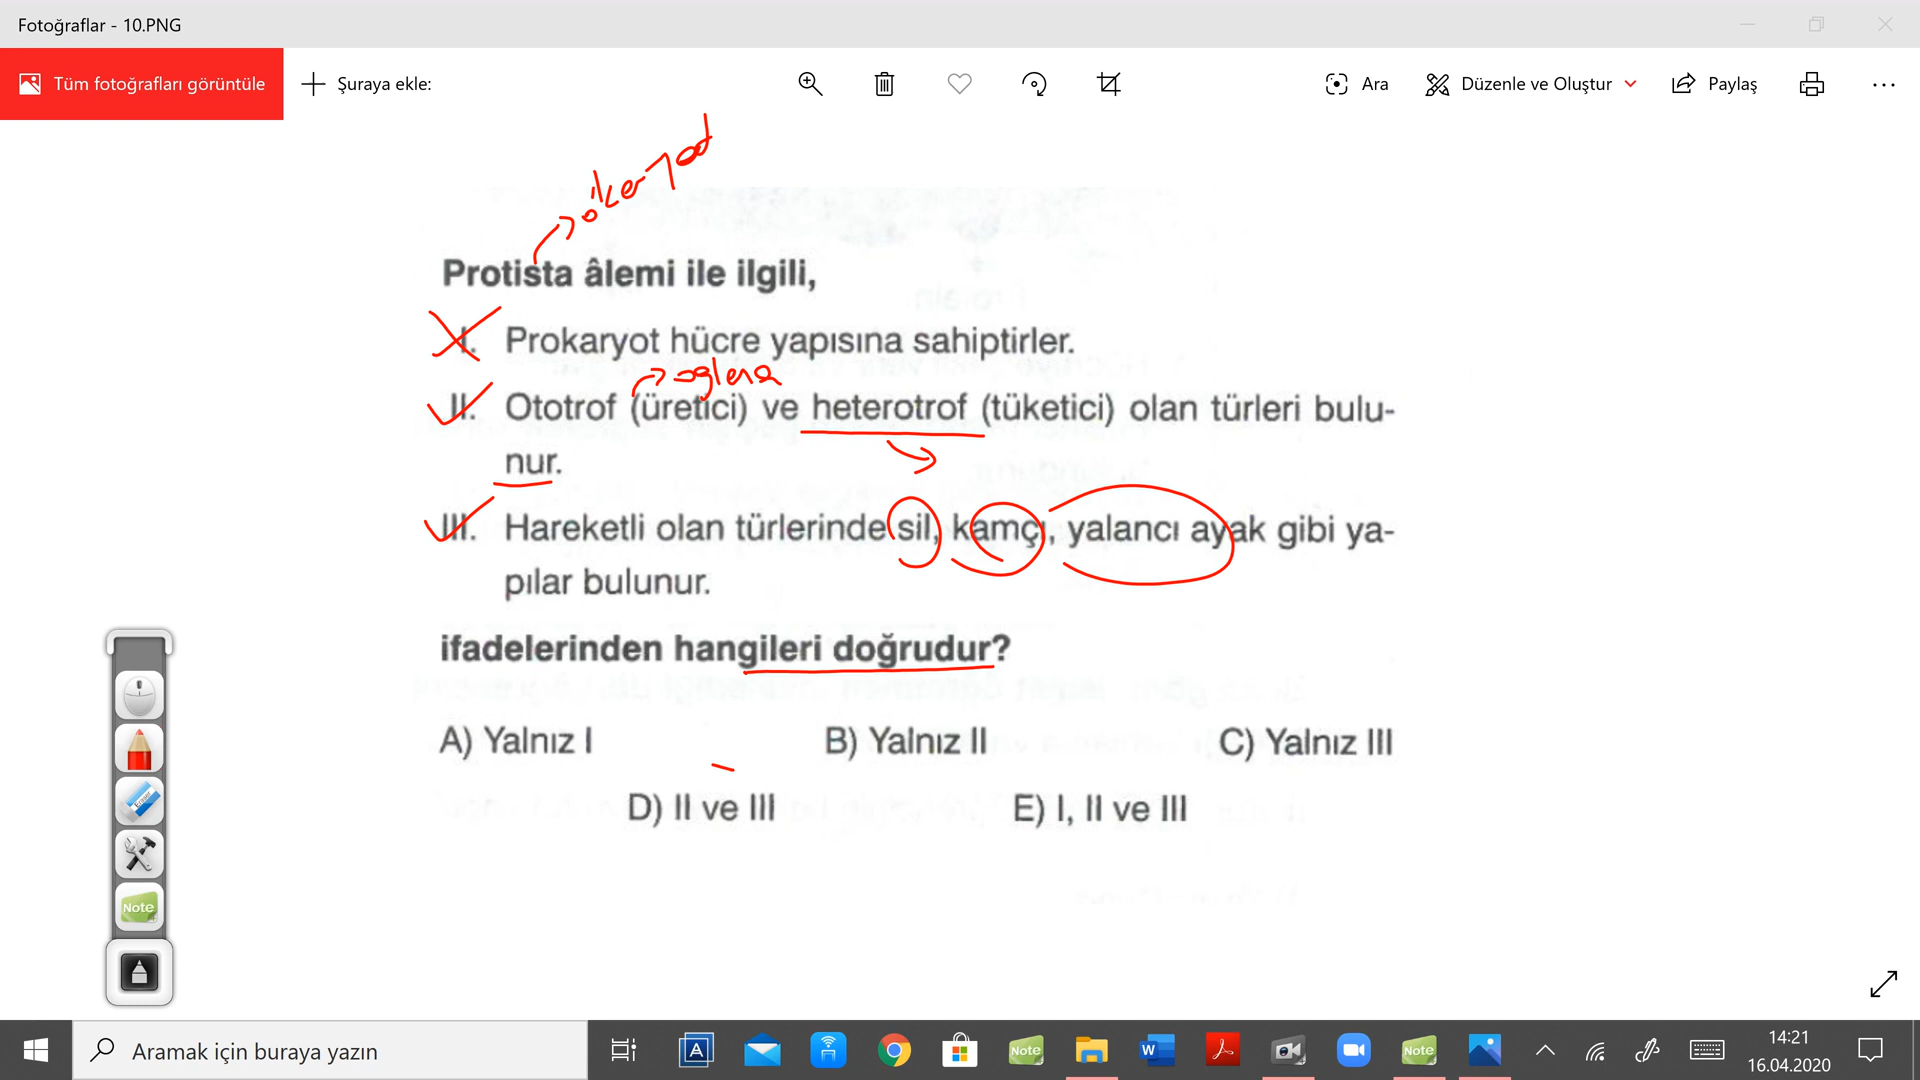 Fotoğraflar - 10.PNG
Tüm fotoğrafları görüntüle
Şuraya ekle:
Ara
Düzenle ve Oluştur
Paylaş
ökaryot
Protista âlemi ile ilgili,
I. Prokaryot hücre yapısına sahiptirler.
öglena
II. Ototrof (üretici) ve heterotrof (tüketici) olan türleri bulu-
nur.
III. Hareketli olan türlerinde sil, kamçı, yalancı ayak gibi ya-
pılar bulunur.
ifadelerinden hangileri doğrudur?
A) Yalnız I
B) Yalnız II
C) Yalnız III
D) II ve III
E) I, II ve III
Note
Aramak için buraya yazın
A
Note
W
Note
14:21
16.04.2020